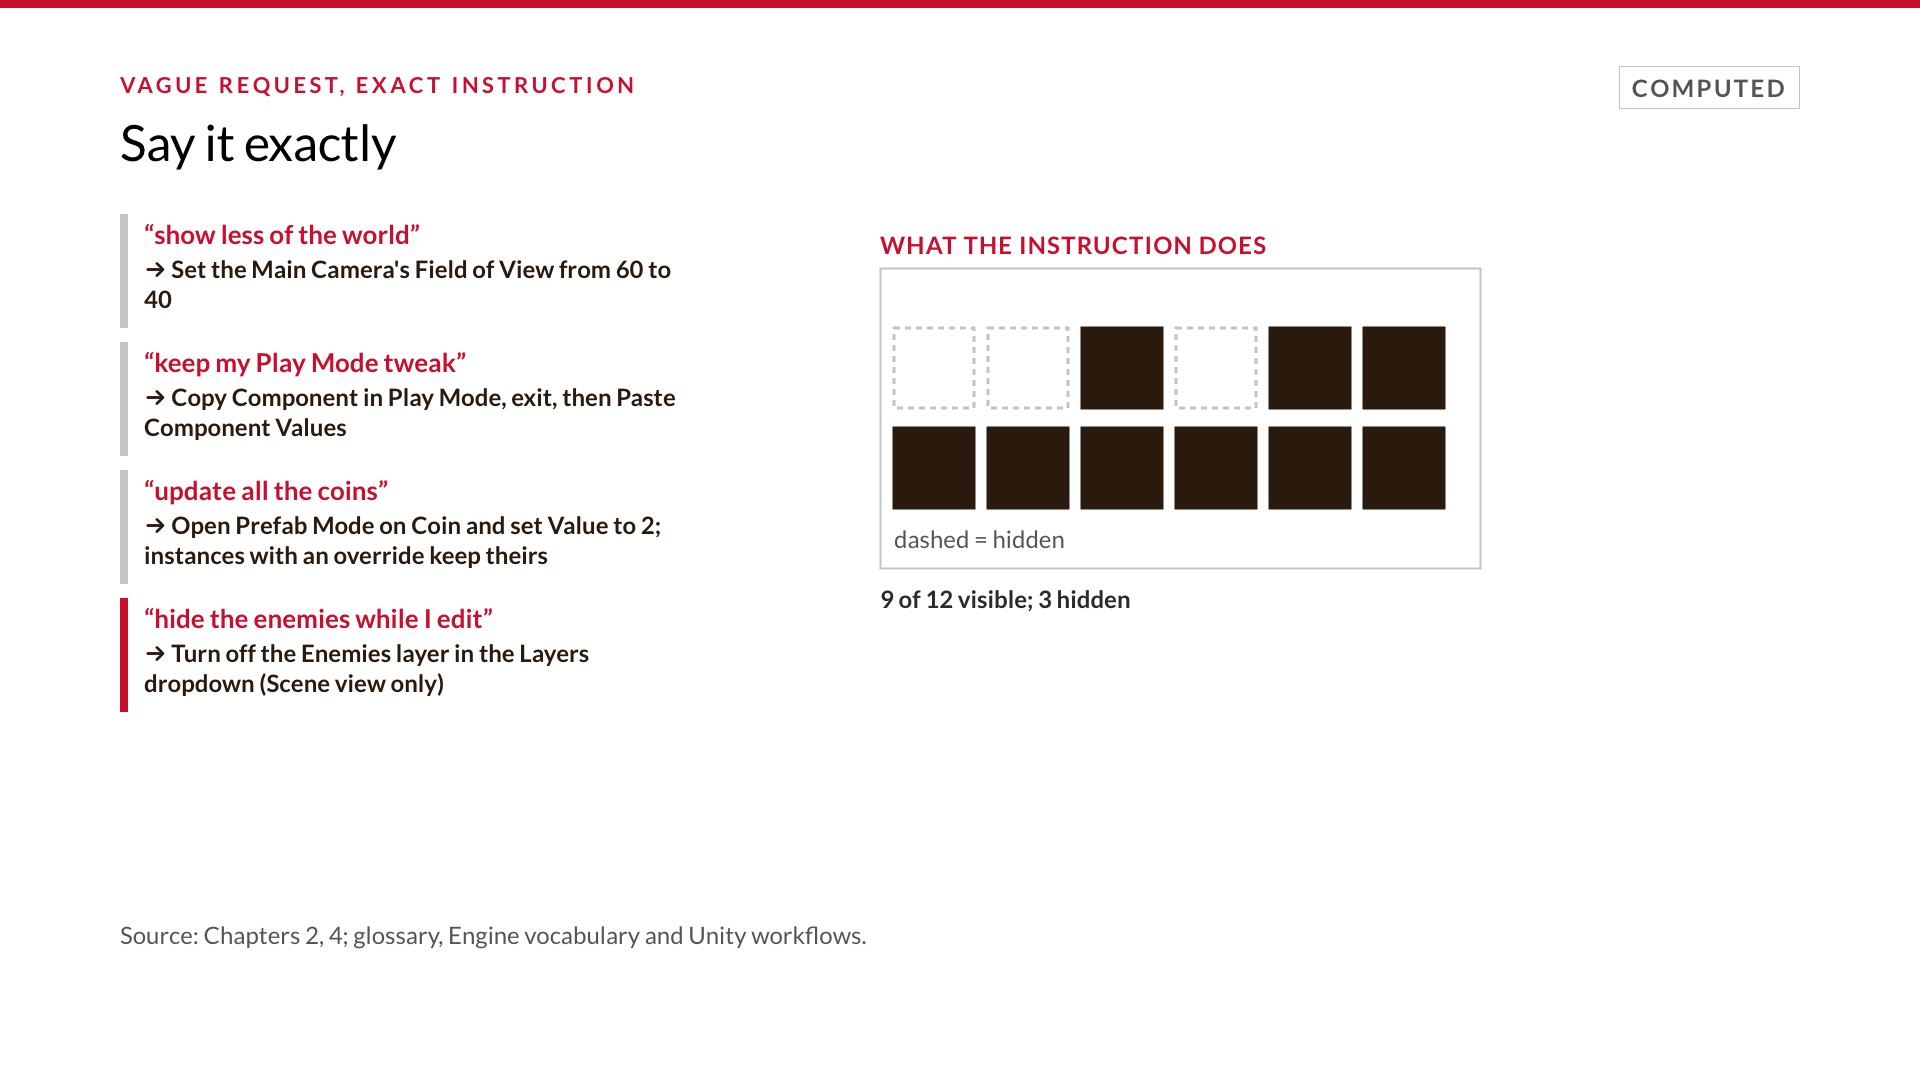 VAGUE REQUEST, EXACT INSTRUCTION
COMPUTED
Say it exactly
“show less of the world”
→ Set the Main Camera's Field of View from 60 to
40
“keep my Play Mode tweak”
→ Copy Component in Play Mode, exit, then Paste
Component Values
“update all the coins”
→ Open Prefab Mode on Coin and set Value to 2;
instances with an override keep theirs
“hide the enemies while I edit”
→ Turn off the Enemies layer in the Layers
dropdown (Scene view only)
WHAT THE INSTRUCTION DOES
dashed = hidden
9 of 12 visible; 3 hidden
Source: Chapters 2, 4; glossary, Engine vocabulary and Unity workflows.